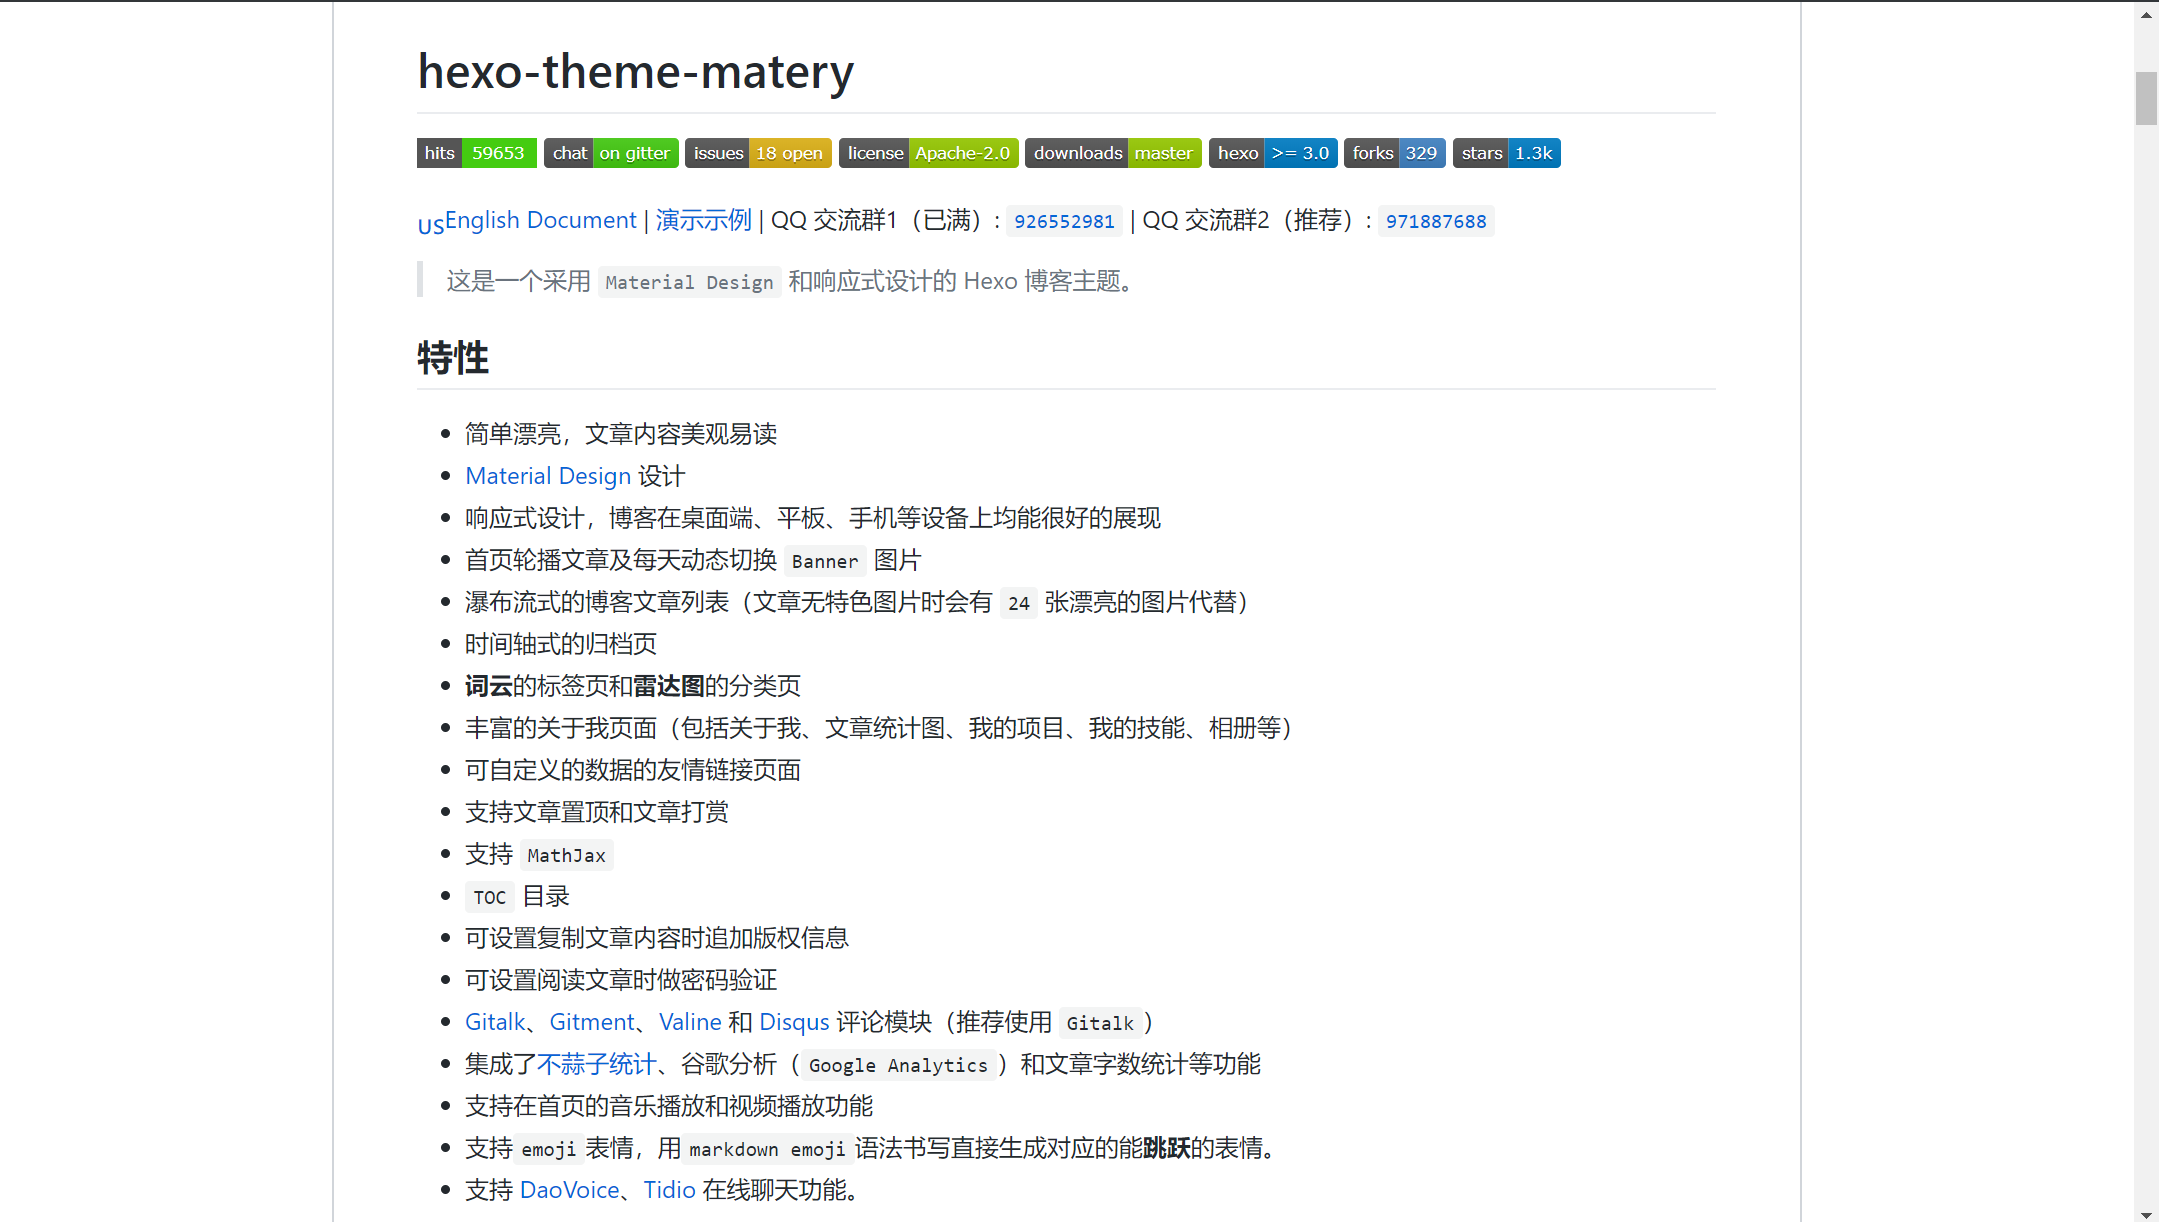 hexo-theme-matery
hits 59653 chat on gitter issues 18 open license Apache-2.0 downloads master hexo >= 3.0 forks 329 stars 1.3k
USEnglish Document | 演示示例 | QQ 交流群1（已满）: 926552981 | QQ 交流群2（推荐）: 971887688
这是一个采用 Material Design 和响应式设计的 Hexo 博客主题。
特性
简单漂亮，文章内容美观易读
Material Design 设计
响应式设计，博客在桌面端、平板、手机等设备上均能很好的展现
首页轮播文章及每天动态切换 Banner 图片
瀑布流式的博客文章列表（文章无特色图片时会有 24 张漂亮的图片代替）
时间轴式的归档页
词云的标签页和雷达图的分类页
丰富的关于我页面（包括关于我、文章统计图、我的项目、我的技能、相册等）
可自定义的数据的友情链接页面
支持文章置顶和文章打赏
支持 MathJax
TOC 目录
可设置复制文章内容时追加版权信息
可设置阅读文章时做密码验证
Gitalk、Gitment、Valine 和 Disqus 评论模块（推荐使用 Gitalk）
集成了不蒜子统计、谷歌分析（Google Analytics）和文章字数统计等功能
支持在首页的音乐播放和视频播放功能
支持emoji表情，用markdown emoji语法书写直接生成对应的能跳跃的表情。
支持 DaoVoice、Tidio 在线聊天功能。